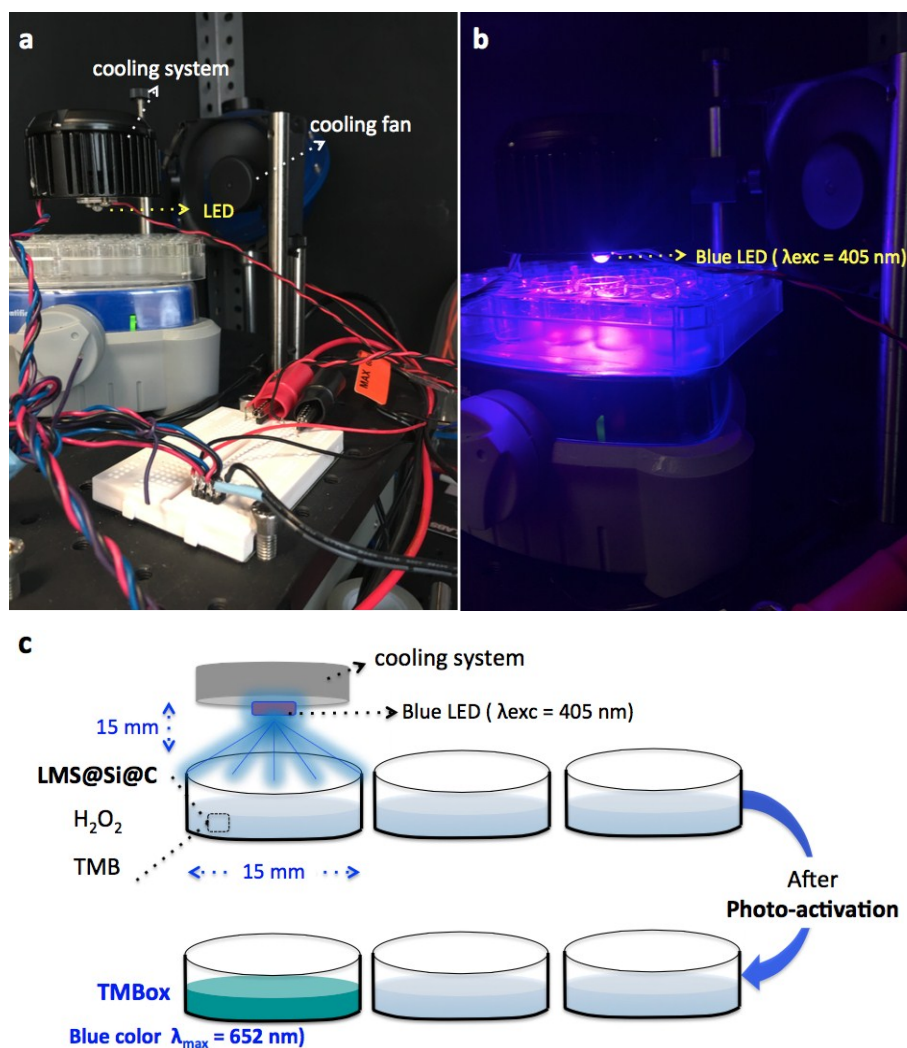 a
cooling system
cooling fan
LED
MAX
b
Blue LED ( λexc = 405 nm)
c
cooling system
Blue LED ( λexc = 405 nm)
15 mm
LMS@Si@C
H₂O₂
TMB
15 mm
After
Photo-activation
TMBox
Blue color λmax = 652 nm)